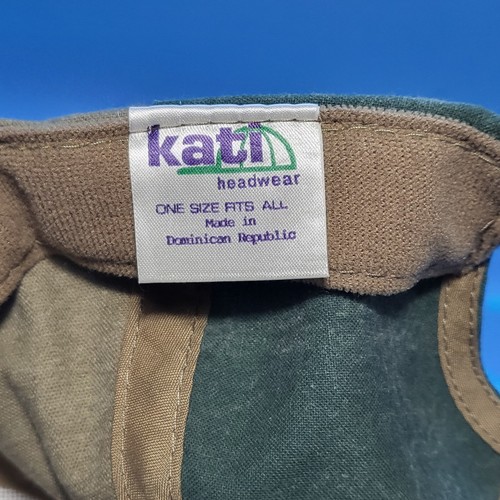 kati
headwear
ONE SIZE FITS ALL
Made in
Dominican Republic